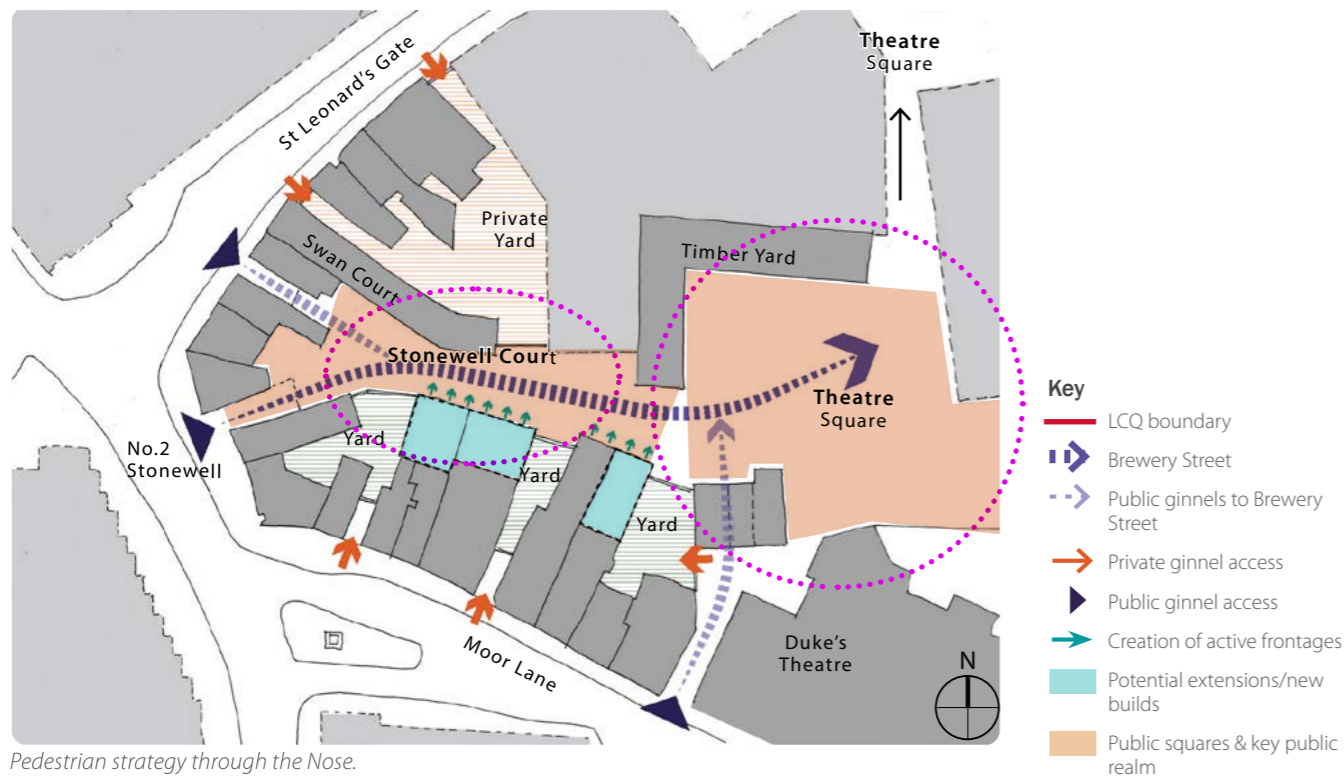 Theatre
Square
St Leonard's Gate
Private
Yard
Swan Court
Timber Yard
Stonewell Court
Theatre
Square
No.2
Stonewell
Yard
Yard
Yard
Moor Lane
Duke's
Theatre
N
Key
LCQ boundary
Brewery Street
Public ginnels to Brewery
Street
Private ginnel access
Public ginnel access
Creation of active frontages
Potential extensions/new
builds
Public squares & key public
realm
Pedestrian strategy through the Nose.